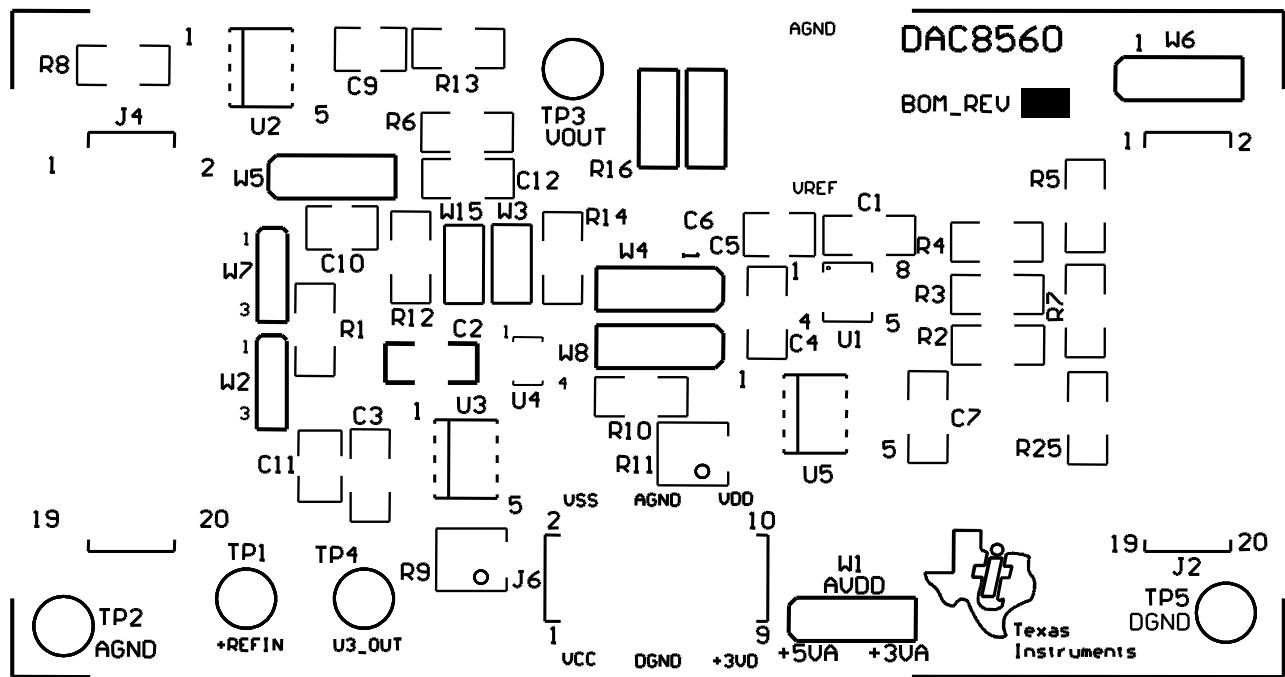 AGND
DAC8560
1
W6
R8
1
U2
5
C9
R13
TP3
VOUT
BOM_REV
J4
1
2
R6
R16
1
2
R5
W5
C12
VREF
C10
W15
W3
R14
C6
C5
C1
R4
1
W7
3
R12
W4
1
8
R3
R7
R1
C2
1
4
U4
W8
4
5
U1
C4
R2
1
W2
3
C3
1
U3
5
R10
R11
1
U5
5
C7
R25
C11
VSS
AGND
VDD
19
20
2
10
19
20
TP1
TP4
R9
J6
W1
AVDD
J2
TP2
AGND
+REFIN
U3_OUT
1
9
TP5
DGND
Texas
Instruments
VCC
DGND
+3VD
+5VA
+3VA